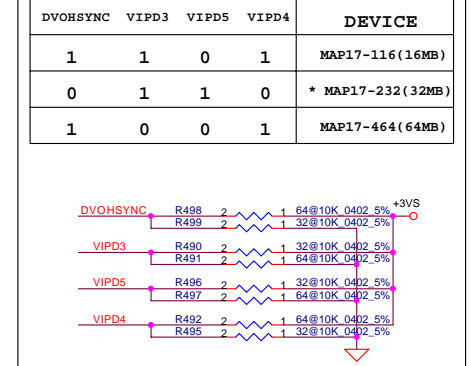 DVOHSYNC VIPD3 VIPD5 VIPD4 DEVICE
1 1 0 1 MAP17-116(16MB)
0 1 1 0 * MAP17-232(32MB)
1 0 0 1 MAP17-464(64MB)
+3VS
DVOHSYNC R498 2 1 64@10K_0402_5%
R499 2 1 32@10K_0402_5%
VIPD3 R490 2 1 32@10K_0402_5%
R491 2 1 64@10K_0402_5%
VIPD5 R496 2 1 32@10K_0402_5%
R497 2 1 64@10K_0402_5%
VIPD4 R492 2 1 64@10K_0402_5%
R495 2 1 32@10K_0402_5%